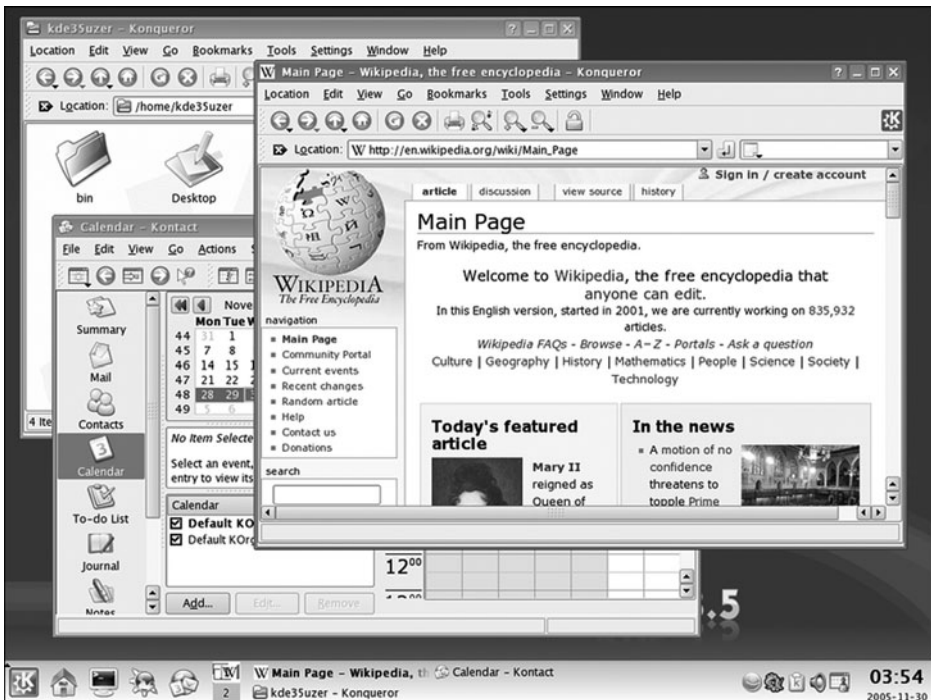 kde35uzer – Konqueror
Location Edit View Go Bookmarks Tools Settings Window Help
Location: /home/kde35uzer
bin
Desktop
4 Ite
Calendar – Kontact
File Edit View Go Actions
Summary
Mail
Contacts
Calendar
To-do List
Journal
Notes
Nove
Mon Tue W
44 31 1
45 7 8
46 14 15 1
47 21 22 2
48 28 29 3
49 5 6
No Item Selecte
Select an event,
entry to view its
Calendar
Default KO
Default KOrg
Add... Edit... Remove
12 00
Main Page – Wikipedia, the free encyclopedia – Konqueror
Location Edit View Go Bookmarks Tools Settings Window Help
Location: W http://en.wikipedia.org/wiki/Main_Page
Sign in / create account
article discussion view source history
WIKIPEDIA
The Free Encyclopedia
navigation
Main Page
Community Portal
Current events
Recent changes
Random article
Help
Contact us
Donations
search
Main Page
From Wikipedia, the free encyclopedia.
Welcome to Wikipedia, the free encyclopedia that
anyone can edit.
In this English version, started in 2001, we are currently working on 835,932
articles.
Wikipedia FAQs - Browse - A–Z - Portals - Ask a question
Culture | Geography | History | Mathematics | People | Science | Society |
Technology
Today's featured
article
Mary II
reigned as
Queen of
In the news
A motion of no
confidence
threatens to
topple Prime
.5
2
W Main Page – Wikipedia, th
Calendar – Kontact
kde35uzer – Konqueror
03:54
2005-11-30